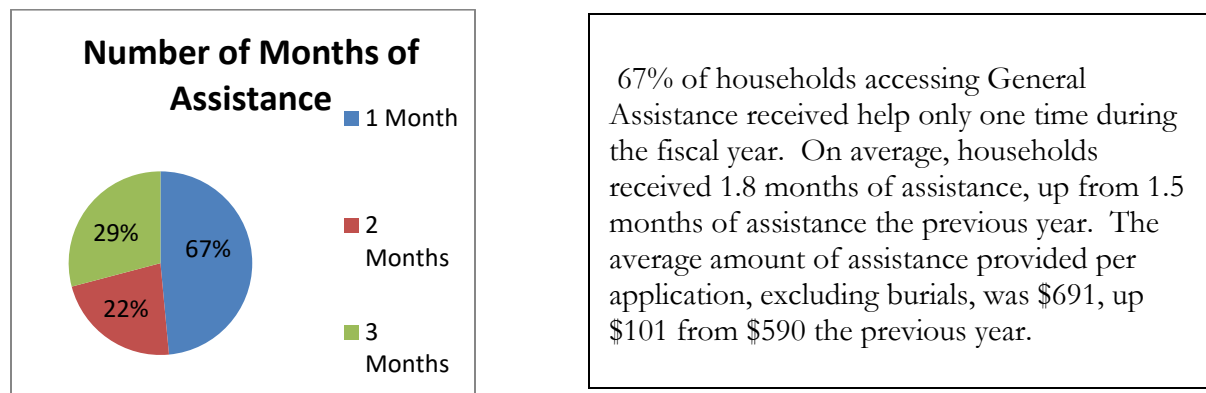 Number of Months of
Assistance
1 Month
2
Months
3
Months
67%
22%
29%
67% of households accessing General
Assistance received help only one time during
the fiscal year. On average, households
received 1.8 months of assistance, up from 1.5
months of assistance the previous year. The
average amount of assistance provided per
application, excluding burials, was $691, up
$101 from $590 the previous year.